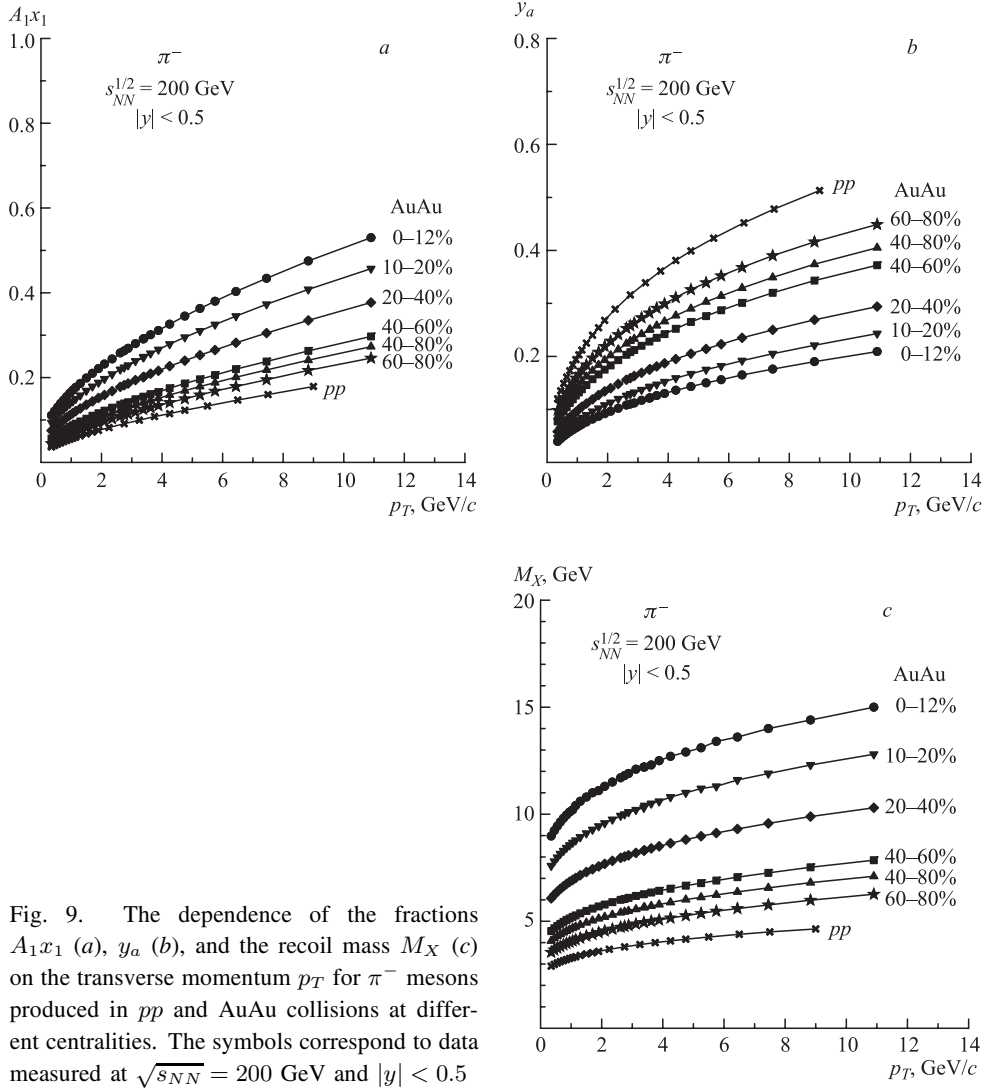 A₁x₁
1.0
0.8
0.6
0.4
0.2
π⁻
s_{NN}^{1/2} = 200 GeV
|y| < 0.5
a
AuAu
0–12%
10–20%
20–40%
40–60%
40–80%
60–80%
pp
0 2 4 6 8 10 12 14
p_T, GeV/c
y_a
0.8
0.6
0.4
0.2
π⁻
s_{NN}^{1/2} = 200 GeV
|y| < 0.5
b
pp
AuAu
60–80%
40–80%
40–60%
20–40%
10–20%
0–12%
0 2 4 6 8 10 12 14
p_T, GeV/c
M_X, GeV
20
15
10
5
π⁻
s_{NN}^{1/2} = 200 GeV
|y| < 0.5
c
AuAu
0–12%
10–20%
20–40%
40–60%
40–80%
60–80%
pp
0 2 4 6 8 10 12 14
p_T, GeV/c
Fig. 9. The dependence of the fractions
A₁x₁ (a), y_a (b), and the recoil mass M_X (c)
on the transverse momentum p_T for π⁻ mesons
produced in pp and AuAu collisions at differ-
ent centralities. The symbols correspond to data
measured at √s_{NN} = 200 GeV and |y| < 0.5